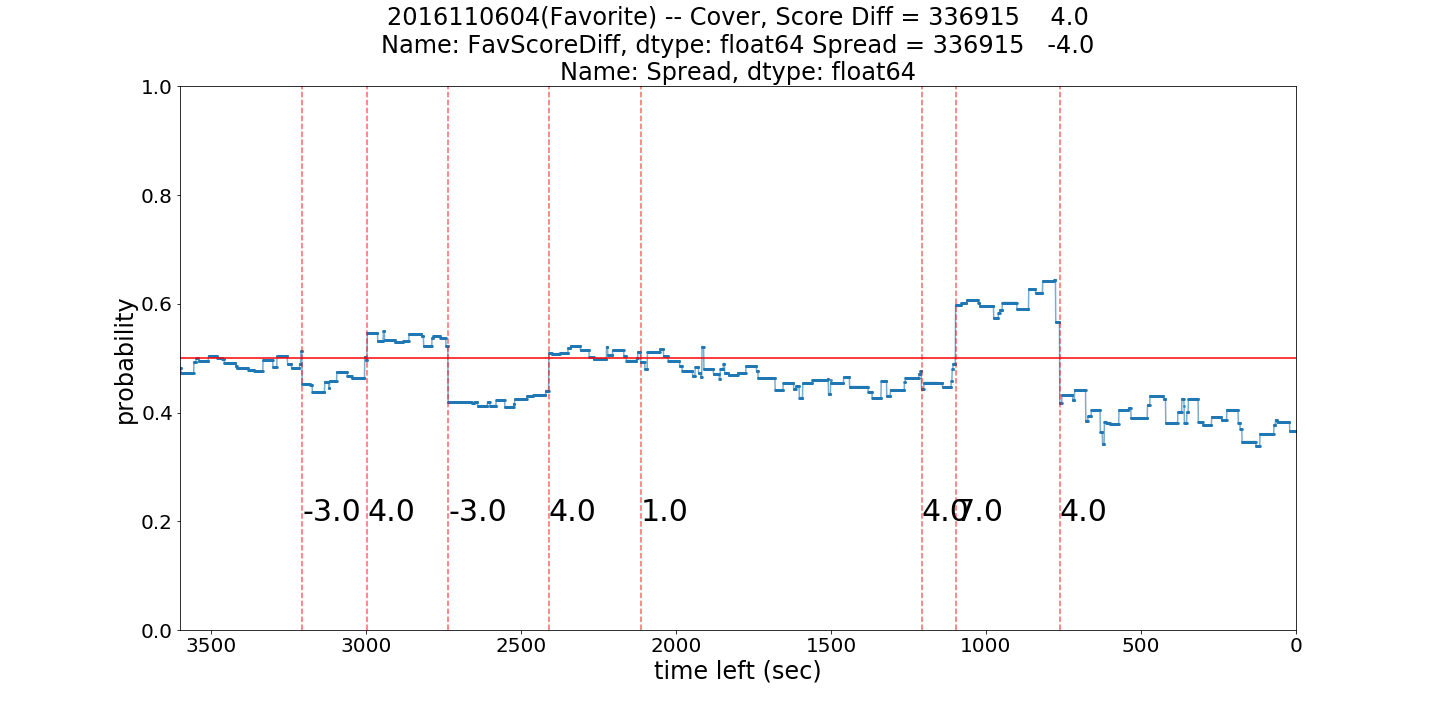 2016110604(Favorite) -- Cover, Score Diff = 336915    4.0
Name: FavScoreDiff, dtype: float64 Spread = 336915   -4.0
Name: Spread, dtype: float64
1.0
0.8
0.6
0.4
0.2
0.0
probability
-3.0 4.0 -3.0 4.0 1.0 4.0 7.0 4.0
3500 3000 2500 2000 1500 1000 500 0
time left (sec)